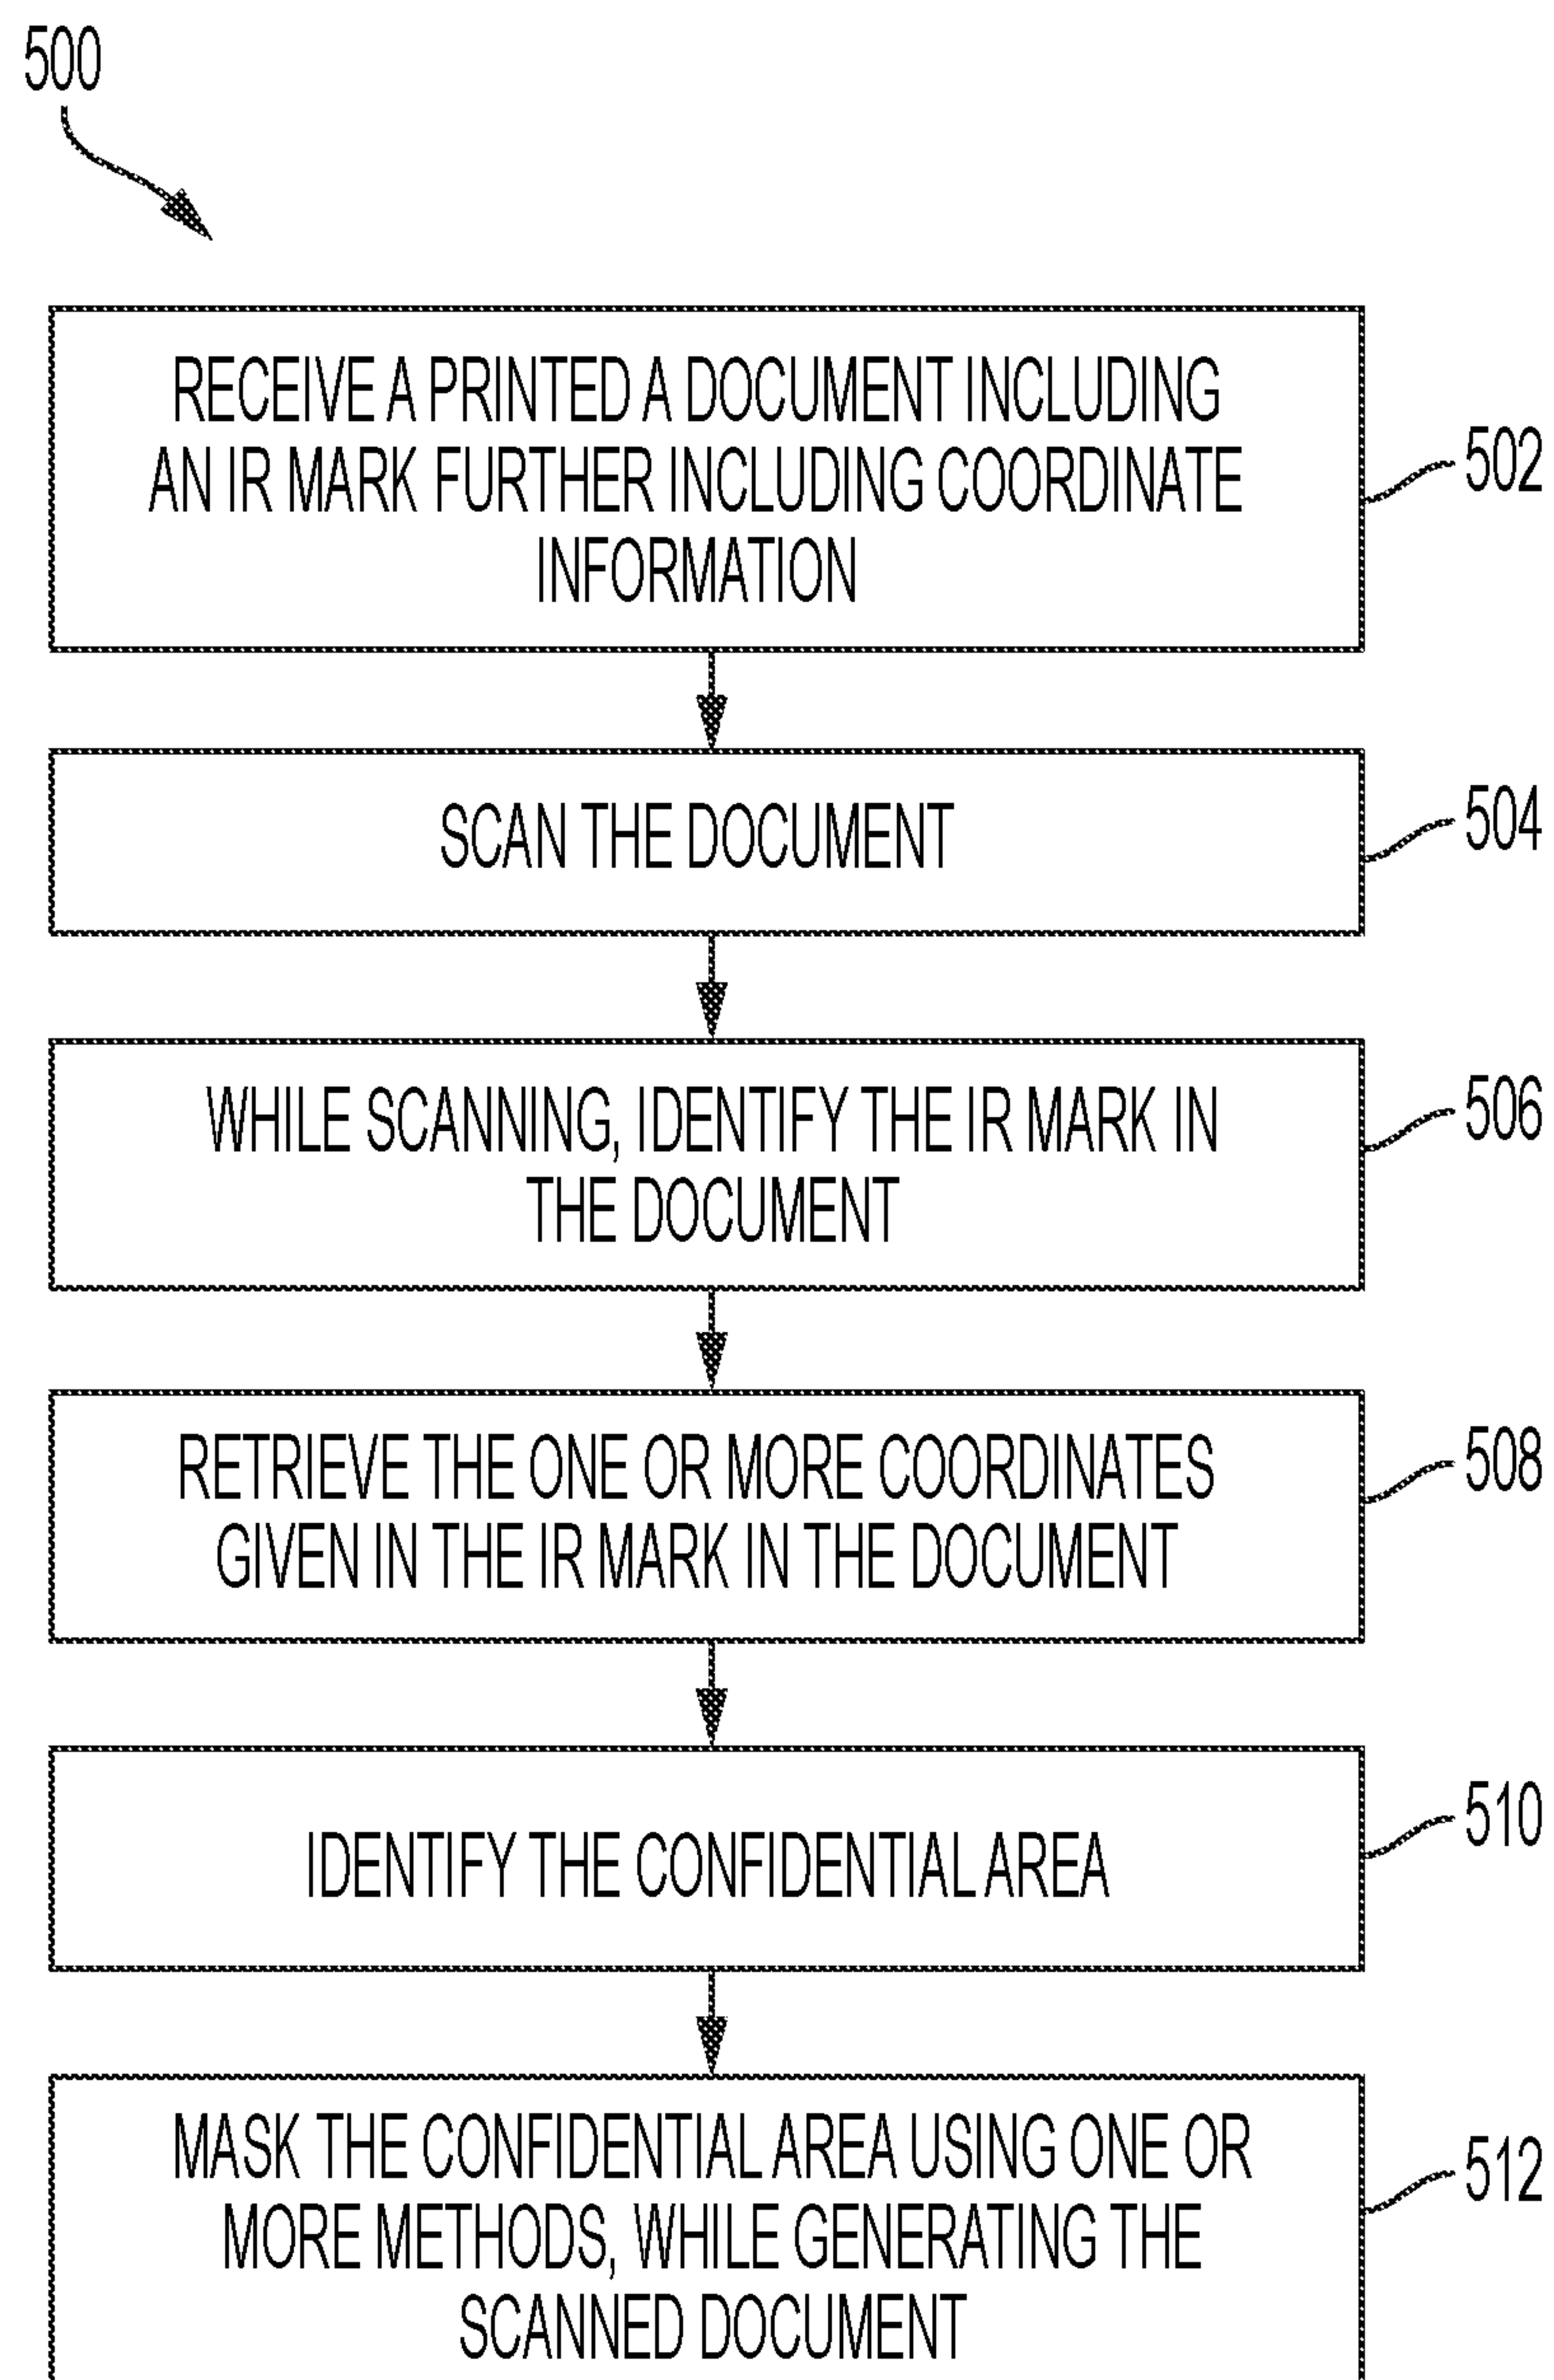 500
RECEIVE A PRINTED A DOCUMENT INCLUDING
AN IR MARK FURTHER INCLUDING COORDINATE
INFORMATION
502
SCAN THE DOCUMENT
504
WHILE SCANNING, IDENTIFY THE IR MARK IN
THE DOCUMENT
506
RETRIEVE THE ONE OR MORE COORDINATES
GIVEN IN THE IR MARK IN THE DOCUMENT
508
IDENTIFY THE CONFIDENTIAL AREA
510
MASK THE CONFIDENTIAL AREA USING ONE OR
MORE METHODS, WHILE GENERATING THE
SCANNED DOCUMENT
512